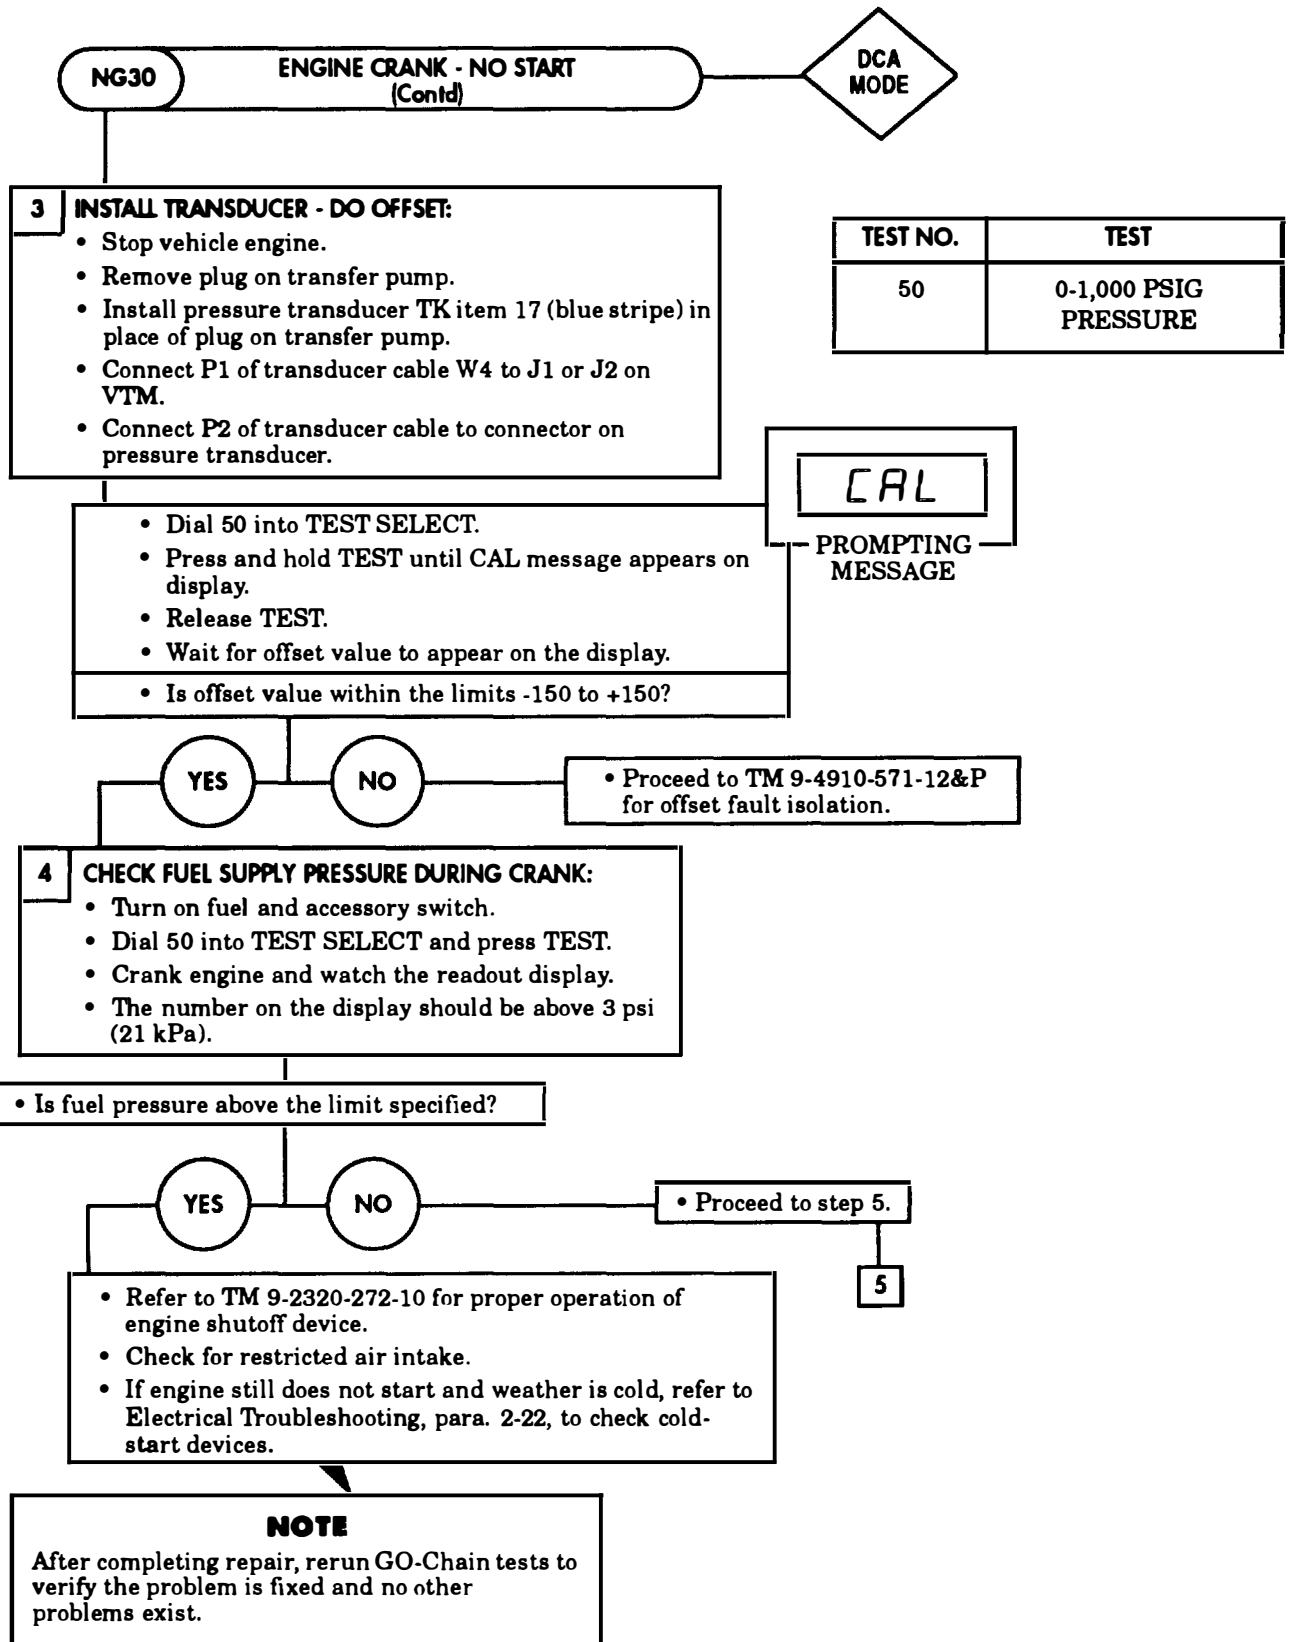 NG30
ENGINE CRANK - NO START
(Contd)
DCA
MODE
3 INSTALL TRANSDUCER - DO OFFSET:
• Stop vehicle engine.
• Remove plug on transfer pump.
• Install pressure transducer TK item 17 (blue stripe) in
place of plug on transfer pump.
• Connect P1 of transducer cable W4 to J1 or J2 on
VTM.
• Connect P2 of transducer cable to connector on
pressure transducer.
TEST NO. TEST
50 0-1,000 PSIG
PRESSURE
CAL
PROMPTING
MESSAGE
• Dial 50 into TEST SELECT.
• Press and hold TEST until CAL message appears on
display.
• Release TEST.
• Wait for offset value to appear on the display.
• Is offset value within the limits -150 to +150?
YES
NO
• Proceed to TM 9-4910-571-12&P
for offset fault isolation.
4 CHECK FUEL SUPPLY PRESSURE DURING CRANK:
• Turn on fuel and accessory switch.
• Dial 50 into TEST SELECT and press TEST.
• Crank engine and watch the readout display.
• The number on the display should be above 3 psi
(21 kPa).
• Is fuel pressure above the limit specified?
YES
NO
• Proceed to step 5.
5
• Refer to TM 9-2320-272-10 for proper operation of
engine shutoff device.
• Check for restricted air intake.
• If engine still does not start and weather is cold, refer to
Electrical Troubleshooting, para. 2-22, to check cold-
start devices.
NOTE
After completing repair, rerun GO-Chain tests to
verify the problem is fixed and no other
problems exist.